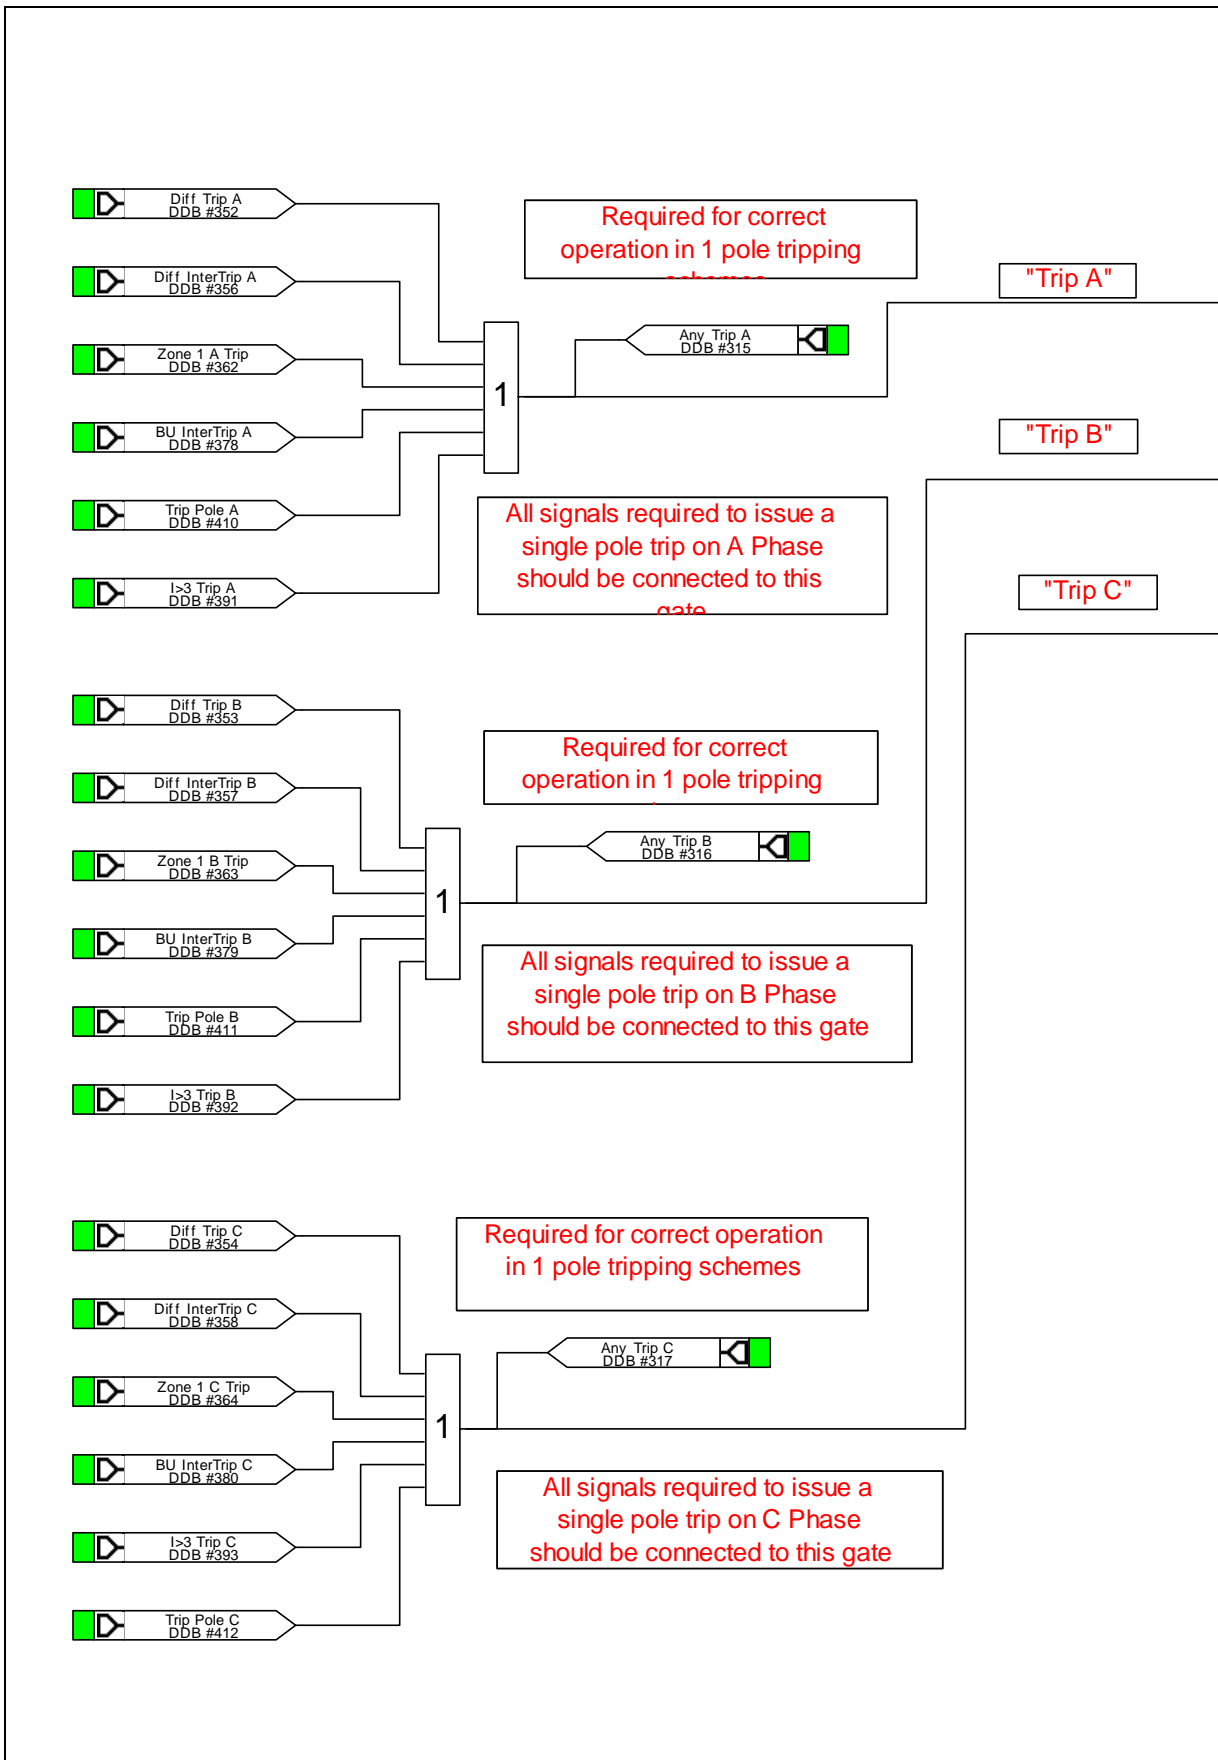 Diff Trip A
DDB #352
Diff InterTrip A
DDB #356
Zone 1 A Trip
DDB #362
BU InterTrip A
DDB #378
Trip Pole A
DDB #410
I>3 Trip A
DDB #391
Required for correct
operation in 1 pole tripping
schemes
Any Trip A
DDB #315
1
"Trip A"
All signals required to issue a
single pole trip on A Phase
should be connected to this
gate
"Trip B"
"Trip C"
Diff Trip B
DDB #353
Diff InterTrip B
DDB #357
Zone 1 B Trip
DDB #363
BU InterTrip B
DDB #379
Trip Pole B
DDB #411
I>3 Trip B
DDB #392
Required for correct
operation in 1 pole tripping
Any Trip B
DDB #316
1
All signals required to issue a
single pole trip on B Phase
should be connected to this gate
Diff Trip C
DDB #354
Diff InterTrip C
DDB #358
Zone 1 C Trip
DDB #364
BU InterTrip C
DDB #380
I>3 Trip C
DDB #393
Trip Pole C
DDB #412
Required for correct operation
in 1 pole tripping schemes
Any Trip C
DDB #317
1
All signals required to issue a
single pole trip on C Phase
should be connected to this gate